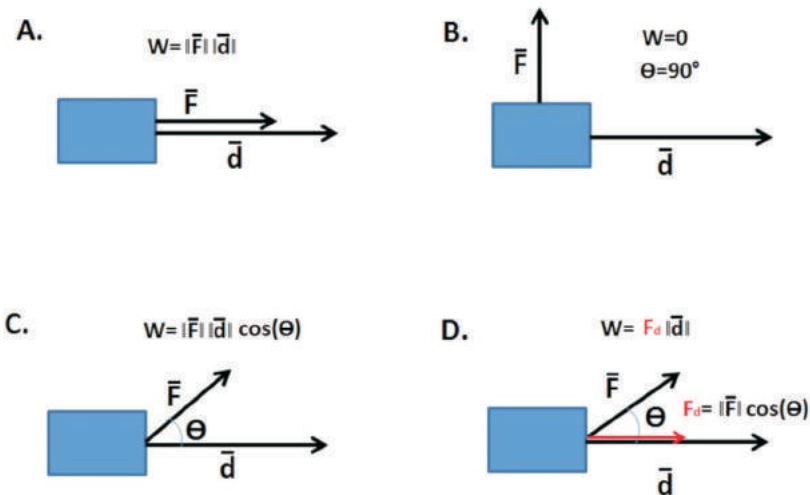 A.
W=‖F̅‖ ‖d̅‖
F̅
d̅
B.
W=0
Θ=90°
F̅
d̅
C.
W=‖F̅‖ ‖d̅‖ cos(Θ)
F̅
Θ
d̅
D.
W= Fd ‖d̅‖
F̅
Θ
Fd= ‖F̅‖ cos(Θ)
d̅